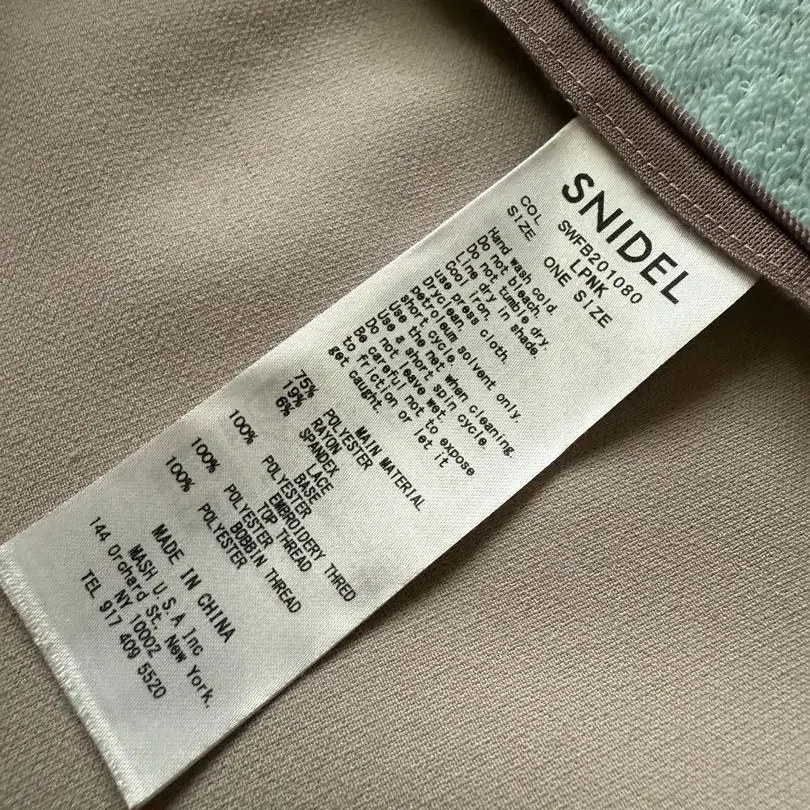 SNIDEL
SWFB201080
COL LPNK
SIZE ONE SIZE
Hand wash cold.
Do not bleach.
Do not tumble dry.
Line dry in shade.
Cool iron.
use press cloth.
Dryclean.
petroleum solvent only.
short cycle.
Use the net when cleaning.
Use a short spin cycle.
Do not leave wet.
Be careful not to expose
to friction or let it
get caught.
MAIN MATERIAL
75% POLYESTER
19% RAYON
6% SPANDEX
LACE
BASE
100% POLYESTER
EMBROIDERY THRED
TOP THREAD
100% POLYESTER
BOBBIN THREAD
100% POLYESTER
MADE IN CHINA
MASH U.S.A Inc
144 Orchard St. New York.
NY 10002
TEL 917 409 5520